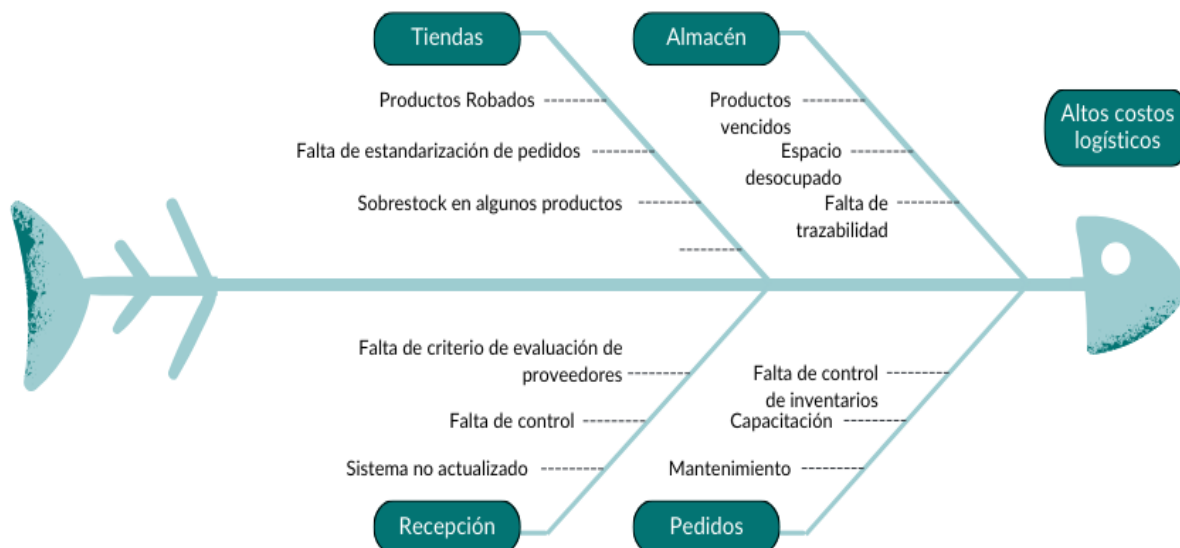 Tiendas
Almacén
Productos Robados
Productos
vencidos
Altos costos
logísticos
Falta de estandarización de pedidos
Espacio
desocupado
Sobrestock en algunos productos
Falta de
trazabilidad
Falta de criterio de evaluación de
proveedores
Falta de control
de inventarios
Falta de control
Capacitación
Sistema no actualizado
Mantenimiento
Recepción
Pedidos